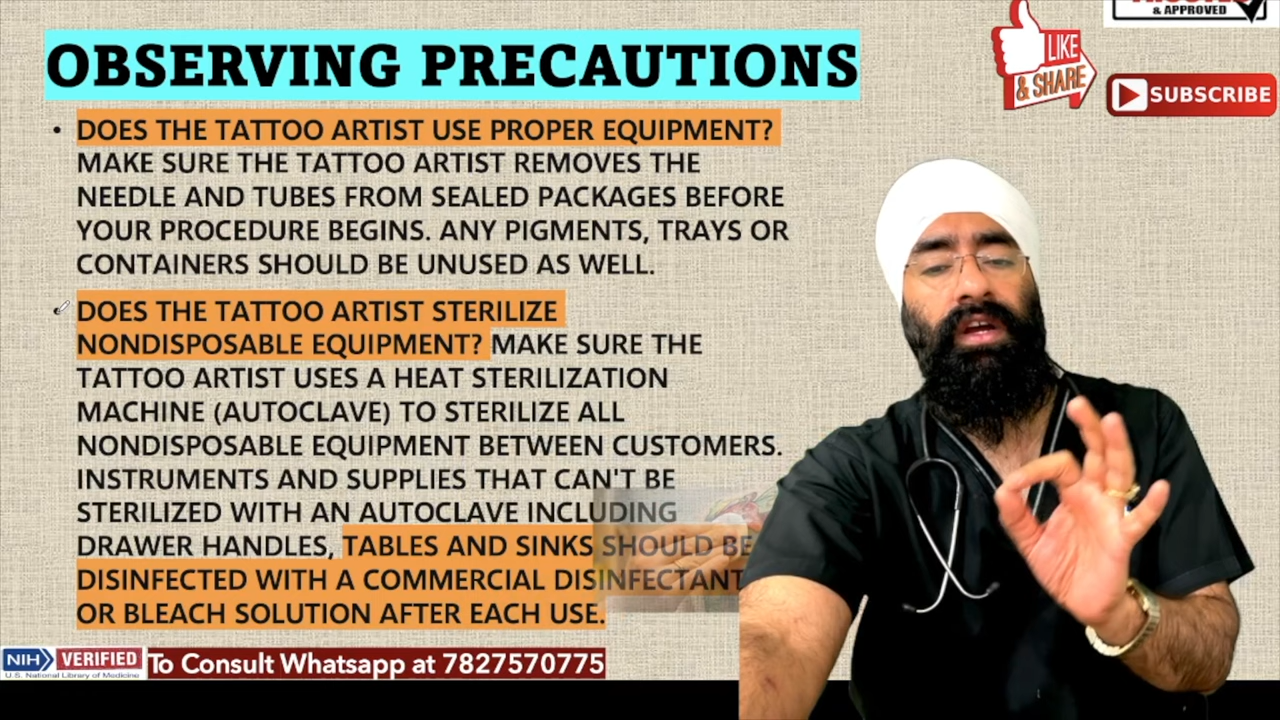 & APPROVED
LIKE
& SHARE
SUBSCRIBE
OBSERVING PRECAUTIONS
• DOES THE TATTOO ARTIST USE PROPER EQUIPMENT?
MAKE SURE THE TATTOO ARTIST REMOVES THE
NEEDLE AND TUBES FROM SEALED PACKAGES BEFORE
YOUR PROCEDURE BEGINS. ANY PIGMENTS, TRAYS OR
CONTAINERS SHOULD BE UNUSED AS WELL.
• DOES THE TATTOO ARTIST STERILIZE
NONDISPOSABLE EQUIPMENT? MAKE SURE THE
TATTOO ARTIST USES A HEAT STERILIZATION
MACHINE (AUTOCLAVE) TO STERILIZE ALL
NONDISPOSABLE EQUIPMENT BETWEEN CUSTOMERS.
INSTRUMENTS AND SUPPLIES THAT CAN'T BE
STERILIZED WITH AN AUTOCLAVE INCLUDING
DRAWER HANDLES, TABLES AND SINKS SHOULD BE
DISINFECTED WITH A COMMERCIAL DISINFECTANT
OR BLEACH SOLUTION AFTER EACH USE.
NIH VERIFIED
U.S. National Library of Medicine
To Consult Whatsapp at 7827570775